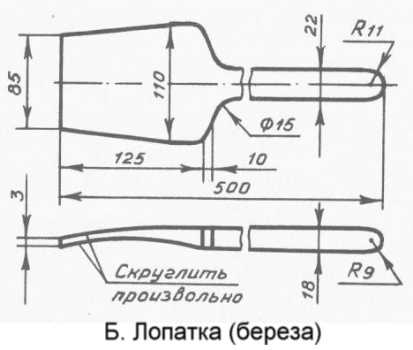 22
R11
85
110
Ф15
125
10
500
3
Скруглить
произвольно
18
R9
Б. Лопатка (береза)